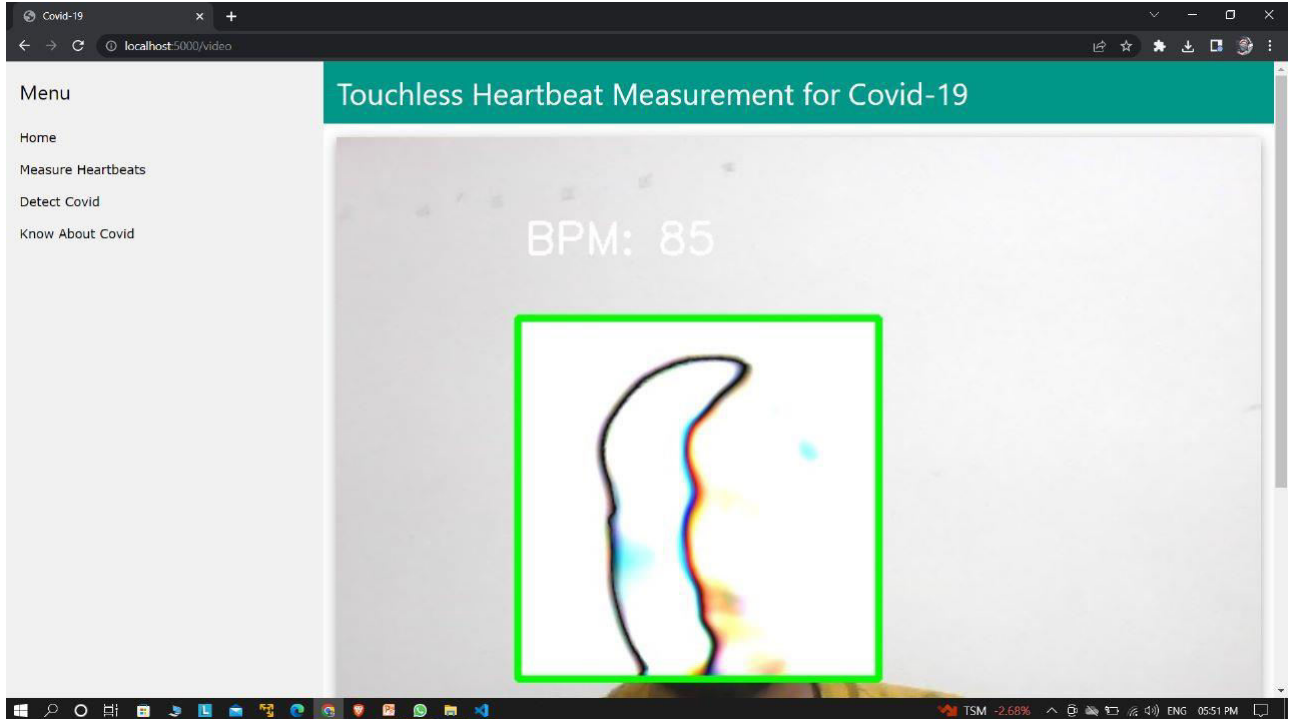 Covid-19
localhost:5000/video
Menu
Home
Measure Heartbeats
Detect Covid
Know About Covid
Touchless Heartbeat Measurement for Covid-19
BPM: 85
TSM -2.68%
ENG
05:51 PM